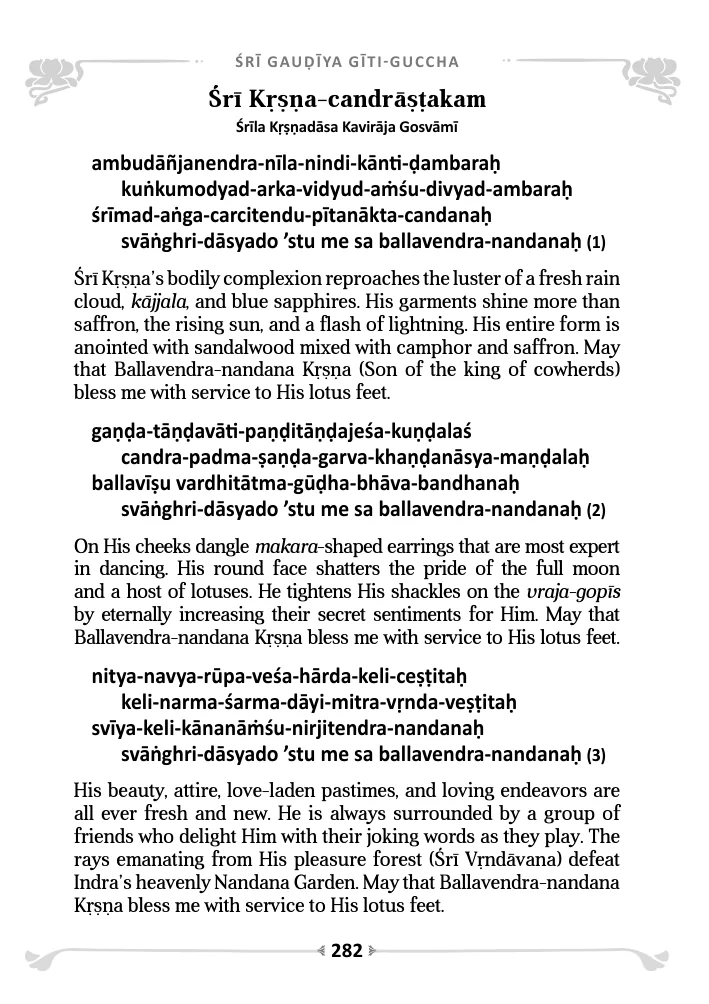 ŚRĪ GAUḌĪYA GĪTI-GUCCHA
Śrī Kṛṣṇa-candrāṣṭakam
Śrīla Kṛṣṇadāsa Kavirāja Gosvāmī
ambudāñjanendra-nīla-nindi-kānti-ḍambaraḥ
kuṅkumodyad-arka-vidyud-aṁśu-divyad-ambaraḥ
śrīmad-aṅga-carcitendu-pītanākta-candanaḥ
svāṅghri-dāsyado ’stu me sa ballavendra-nandanaḥ (1)
Śrī Kṛṣṇa’s bodily complexion reproaches the luster of a fresh rain
cloud, kājjala, and blue sapphires. His garments shine more than
saffron, the rising sun, and a flash of lightning. His entire form is
anointed with sandalwood mixed with camphor and saffron. May
that Ballavendra-nandana Kṛṣṇa (Son of the king of cowherds)
bless me with service to His lotus feet.
gaṇḍa-tāṇḍavāti-paṇḍitāṇḍajeśa-kuṇḍalaś
candra-padma-ṣaṇḍa-garva-khaṇḍanāsya-maṇḍalaḥ
ballavīṣu vardhitātma-gūḍha-bhāva-bandhanaḥ
svāṅghri-dāsyado ’stu me sa ballavendra-nandanaḥ (2)
On His cheeks dangle makara-shaped earrings that are most expert
in dancing. His round face shatters the pride of the full moon
and a host of lotuses. He tightens His shackles on the vraja-gopīs
by eternally increasing their secret sentiments for Him. May that
Ballavendra-nandana Kṛṣṇa bless me with service to His lotus feet.
nitya-navya-rūpa-veśa-hārda-keli-ceṣṭitaḥ
keli-narma-śarma-dāyi-mitra-vṛnda-veṣṭitaḥ
svīya-keli-kānanāṁśu-nirjitendra-nandanaḥ
svāṅghri-dāsyado ’stu me sa ballavendra-nandanaḥ (3)
His beauty, attire, love-laden pastimes, and loving endeavors are
all ever fresh and new. He is always surrounded by a group of
friends who delight Him with their joking words as they play. The
rays emanating from His pleasure forest (Śrī Vṛndāvana) defeat
Indra’s heavenly Nandana Garden. May that Ballavendra-nandana
Kṛṣṇa bless me with service to His lotus feet.
282